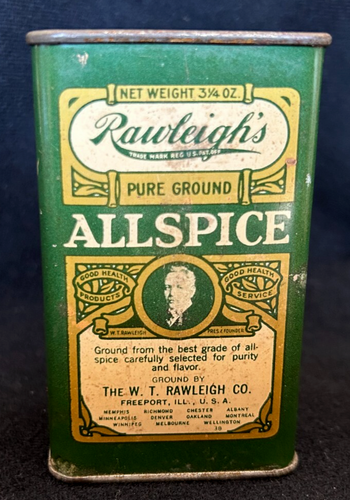 NET WEIGHT 3¼ OZ.
Rawleigh's
TRADE MARK REG. U.S. PAT. OFF.
PURE GROUND
ALLSPICE
GOOD HEALTH
PRODUCTS
GOOD HEALTH
SERVICE
W.T. RAWLEIGH PRES. & FOUNDER
Ground from the best grade of all-
spice carefully selected for purity
and flavor.
GROUND BY
THE W. T. RAWLEIGH CO.
FREEPORT, ILL., U. S. A.
MEMPHIS RICHMOND CHESTER ALBANY
MINNEAPOLIS DENVER OAKLAND MONTREAL
WINNIPEG MELBOURNE WELLINGTON